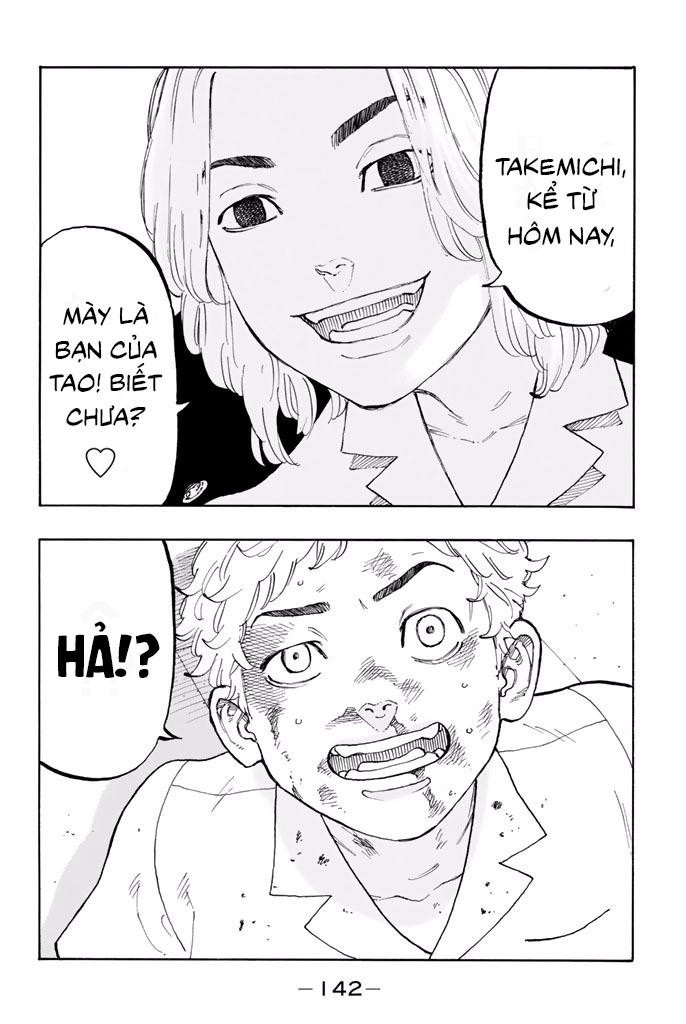 TAKEMICHI,
KỂ TỪ
HÔM NAY,
MÀY LÀ
BẠN CỦA
TAO! BIẾT
CHƯA?
♡
HẢ!?
—142—